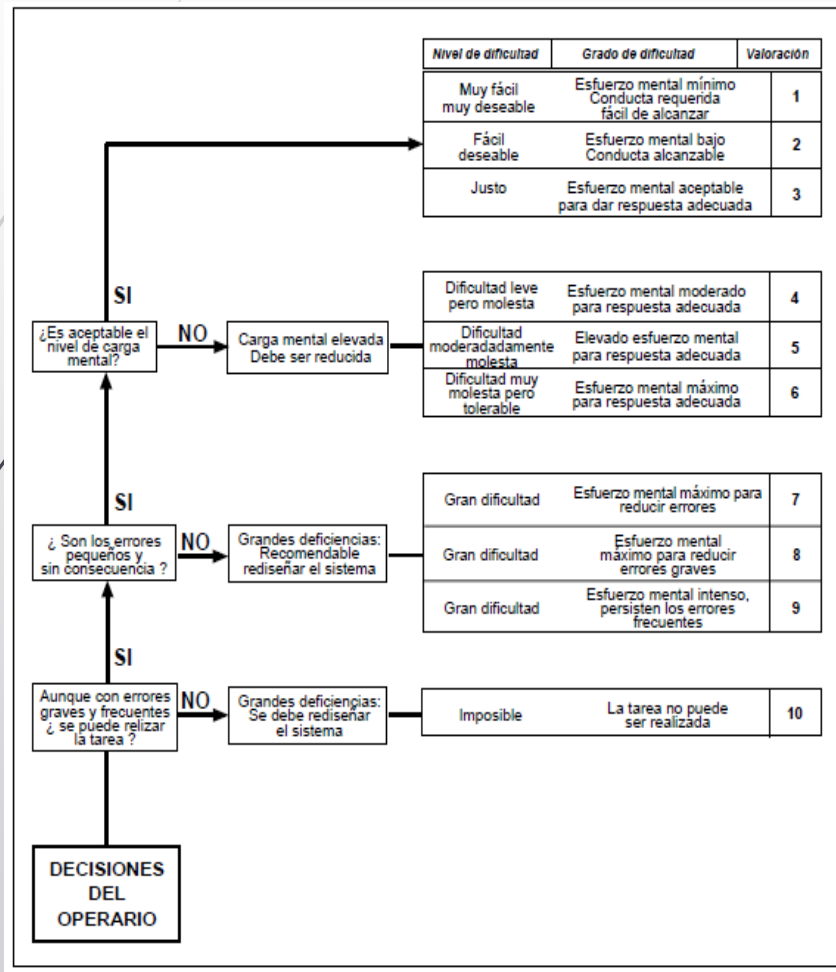 Nivel de dificultad Grado de dificultad Valoración
Muy fácil
muy deseable
Esfuerzo mental mínimo
Conducta requerida
fácil de alcanzar
1
Fácil
deseable
Esfuerzo mental bajo
Conducta alcanzable
2
Justo
Esfuerzo mental aceptable
para dar respuesta adecuada
3
SI
¿Es aceptable el
nivel de carga
mental?
NO
Carga mental elevada
Debe ser reducida
Dificultad leve
pero molesta
Esfuerzo mental moderado
para respuesta adecuada
4
Dificultad
moderadadamente
molesta
Elevado esfuerzo mental
para respuesta adecuada
5
Dificultad muy
molesta pero
tolerable
Esfuerzo mental máximo
para respuesta adecuada
6
SI
¿ Son los errores
pequeños y
sin consecuencia ?
NO
Grandes deficiencias:
Recomendable
rediseñar el sistema
Gran dificultad
Esfuerzo mental máximo para
reducir errores
7
Gran dificultad
Esfuerzo mental
máximo para reducir
errores graves
8
Gran dificultad
Esfuerzo mental intenso,
persisten los errores
frecuentes
9
SI
Aunque con errores
graves y frecuentes
¿ se puede relizar
la tarea ?
NO
Grandes deficiencias:
Se debe rediseñar
el sistema
Imposible
La tarea no puede
ser realizada
10
DECISIONES
DEL
OPERARIO